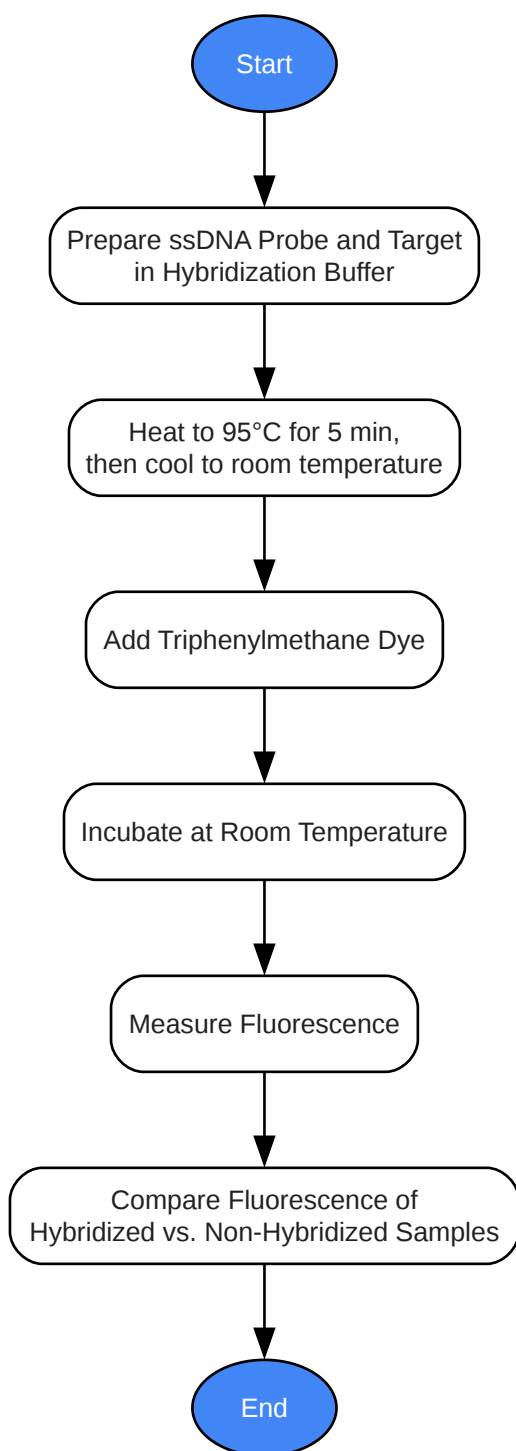 Start
Prepare ssDNA Probe and Target
in Hybridization Buffer
Heat to 95°C for 5 min,
then cool to room temperature
Add Triphenylmethane Dye
Incubate at Room Temperature
Measure Fluorescence
Compare Fluorescence of
Hybridized vs. Non-Hybridized Samples
End